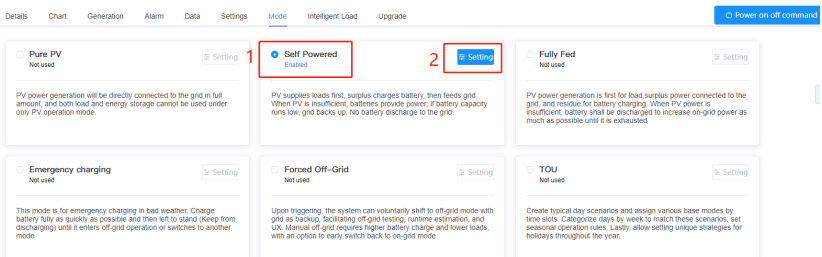 Details Chart Generation Alarm Data Settings Mode Intelligent Load Upgrade Power on off command
Pure PV
Not used
Setting
PV power generation will be directly connected to the grid in full
amount, and both load and energy storage cannot be used under
only PV operation mode.
1
Self Powered
Enabled
2
Setting
PV supplies loads first, surplus charges battery, then feeds grid.
When PV is insufficient, batteries provide power; if battery capacity
runs low, grid backs up. No battery discharge to the grid.
Fully Fed
Not used
Setting
PV power generation is first for load,surplus power connected to the
grid, and residue for battery charging. When PV power is
insufficient, battery shall be discharged to increase on-grid power as
much as possible until it is exhausted
Emergency charging
Not used
Setting
This mode is for emergency charging in bad weather. Charge
battery fully as quickly as possible and then left to stand (Keep from
discharging) until it enters off-grid operation or switches to another
mode
Forced Off-Grid
Not used
Setting
Upon triggering, the system can voluntarily shift to off-grid mode with
grid as backup, facilitating off-grid testing, runtime estimation, and
UX. Manual off-grid requires higher battery charge and lower loads,
with an option to early switch back to on-grid mode.
TOU
Not used
Setting
Create typical day scenarios and assign various base modes by
time slots. Categorize days by week to match these scenarios; set
seasonal operation rules. Lastly, allow setting unique strategies for
holidays throughout the year.